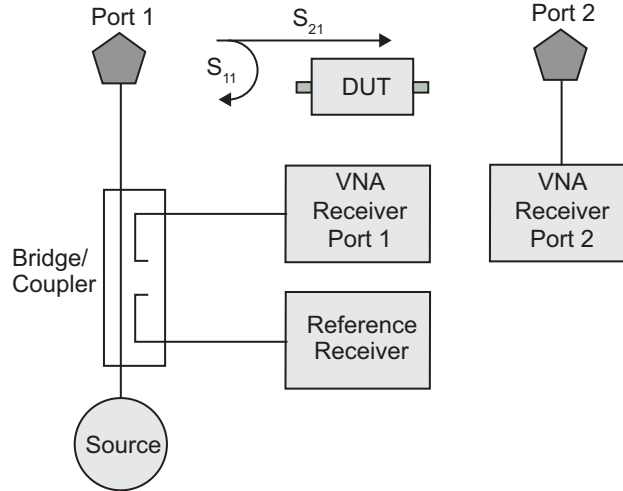 Port 1
S21
Port 2
S11
DUT
VNA
Receiver
Port 1
VNA
Receiver
Port 2
Bridge/
Coupler
Reference
Receiver
Source